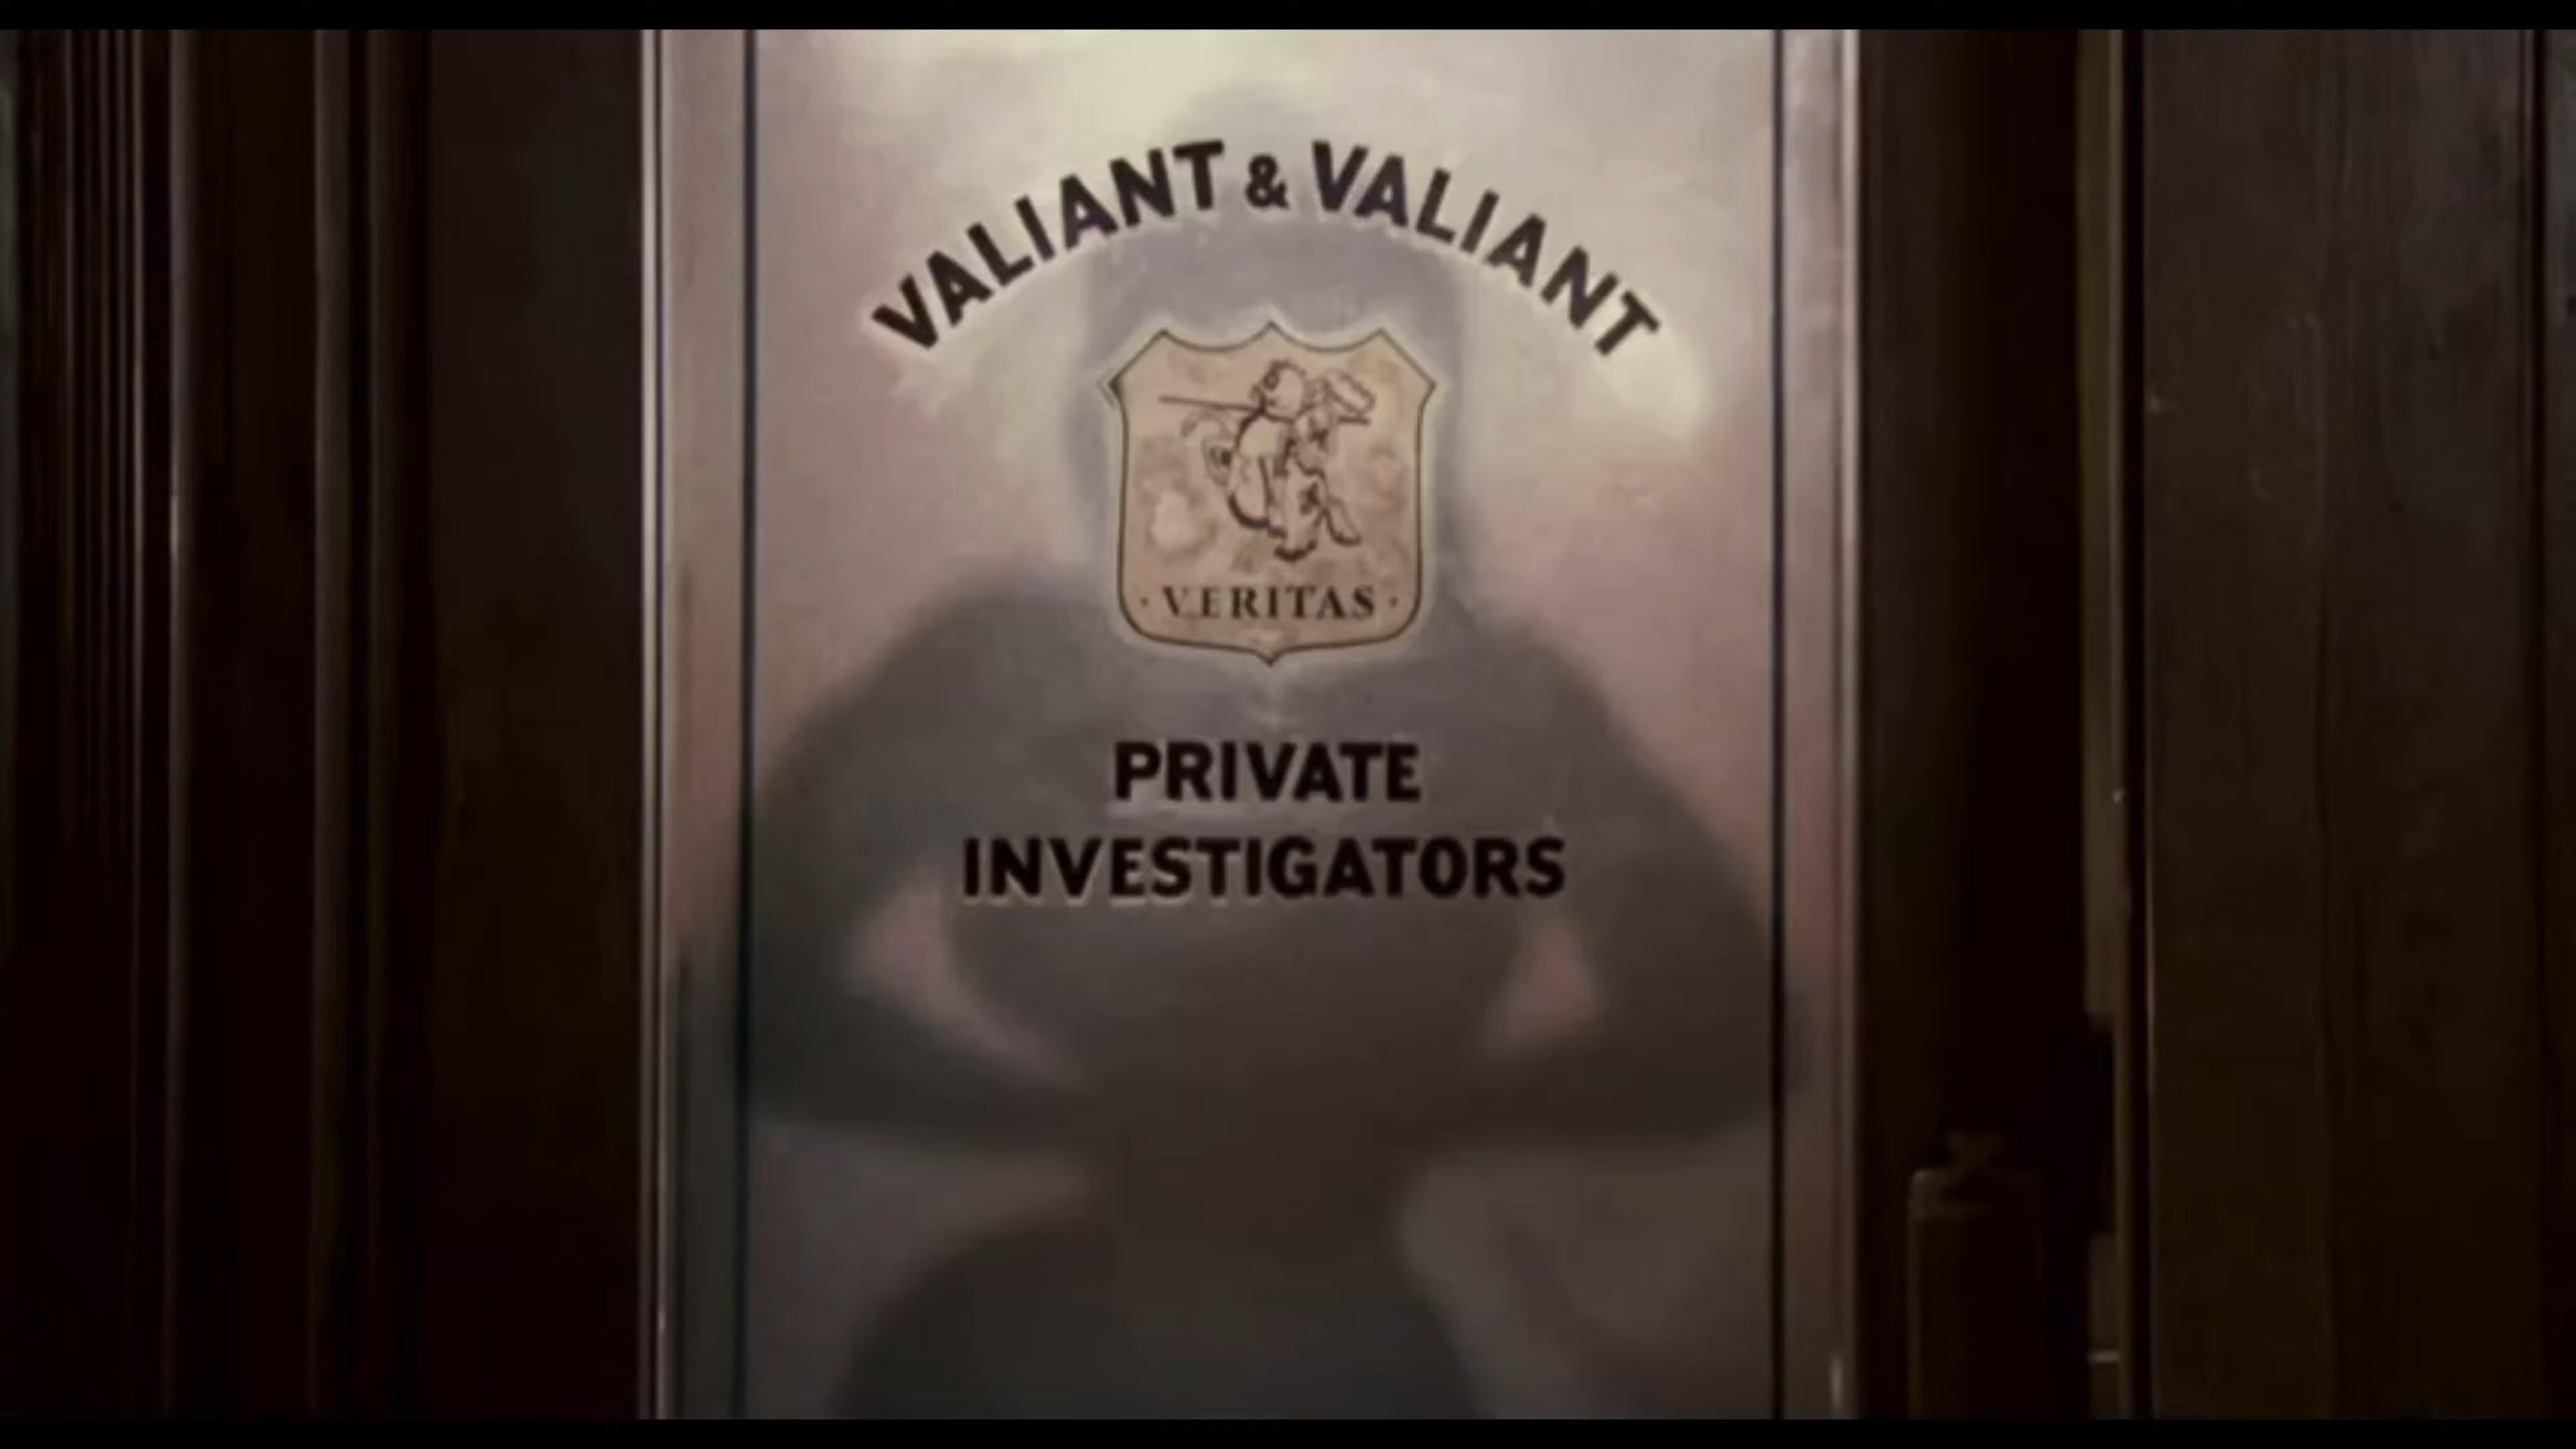 VALIANT & VALIANT
· VERITAS ·
PRIVATE
INVESTIGATORS